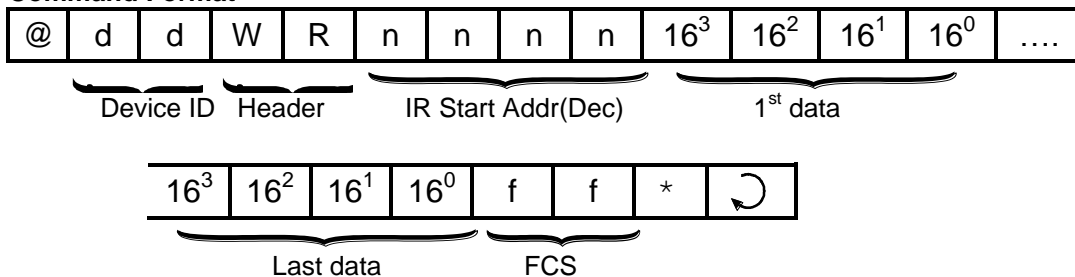 Command Format
@ d d W R n n n n 16³ 16² 16¹ 16⁰ ....
Device ID Header IR Start Addr(Dec) 1st data
16³ 16² 16¹ 16⁰ f f *
Last data FCS